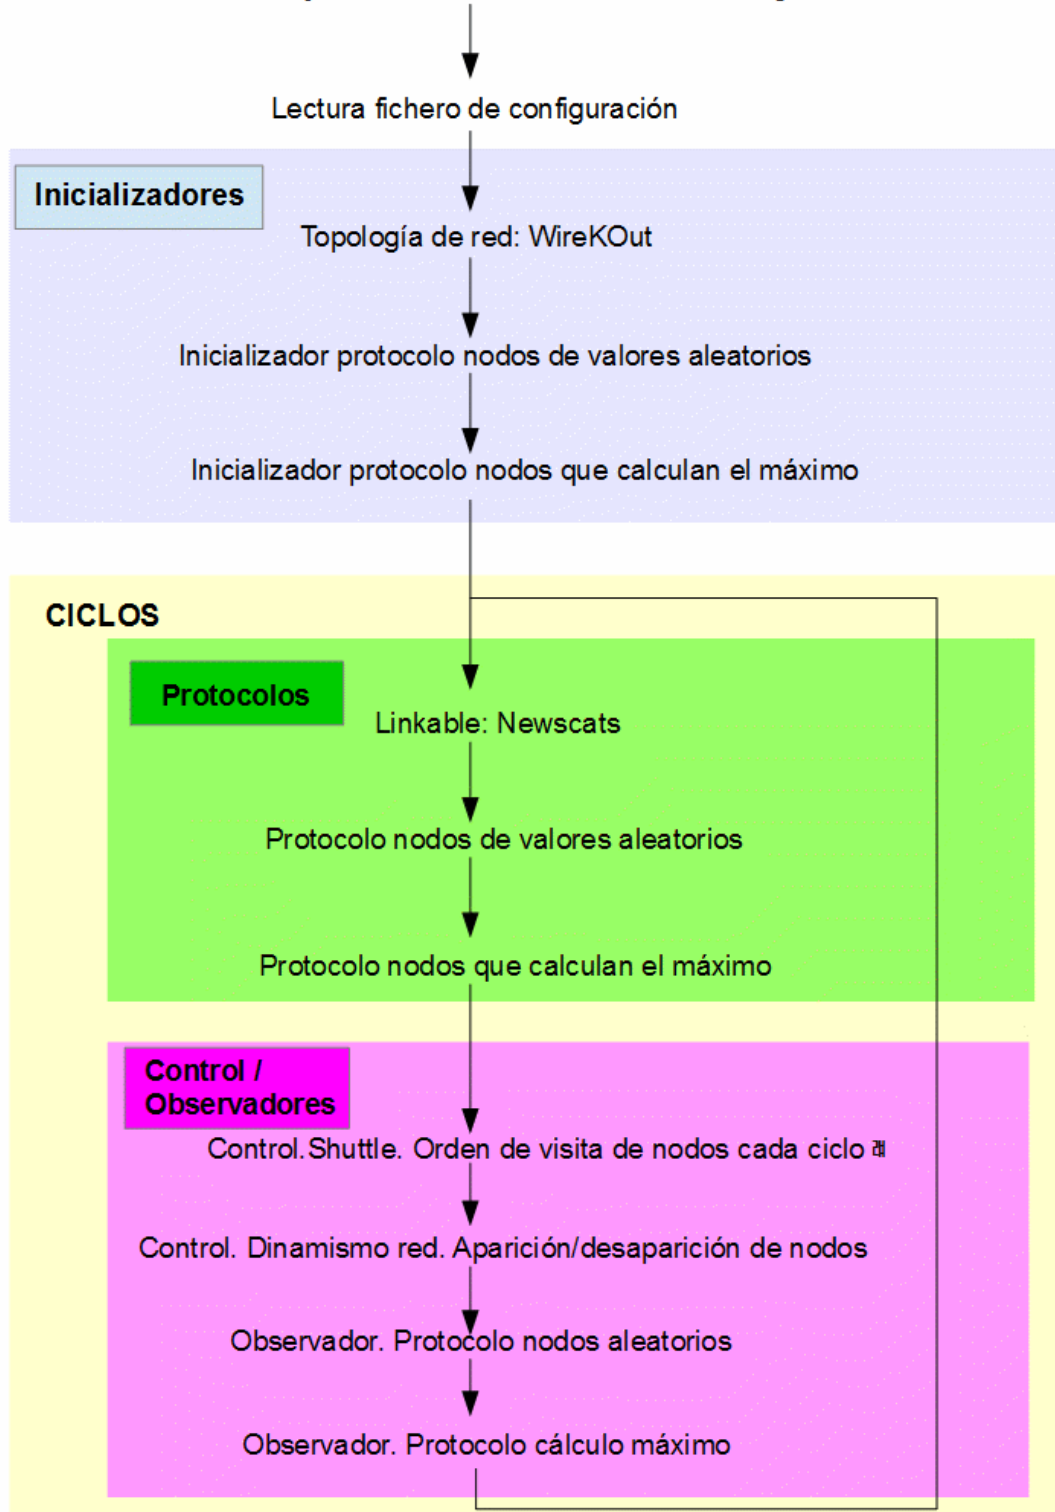 Lectura fichero de configuración
Inicializadores
Topología de red: WireKOut
Inicializador protocolo nodos de valores aleatorios
Inicializador protocolo nodos que calculan el máximo
CICLOS
Protocolos
Linkable: Newscats
Protocolo nodos de valores aleatorios
Protocolo nodos que calculan el máximo
Control /
Observadores
Control.Shuttle. Orden de visita de nodos cada ciclo
Control. Dinamismo red. Aparición/desaparición de nodos
Observador. Protocolo nodos aleatorios
Observador. Protocolo cálculo máximo